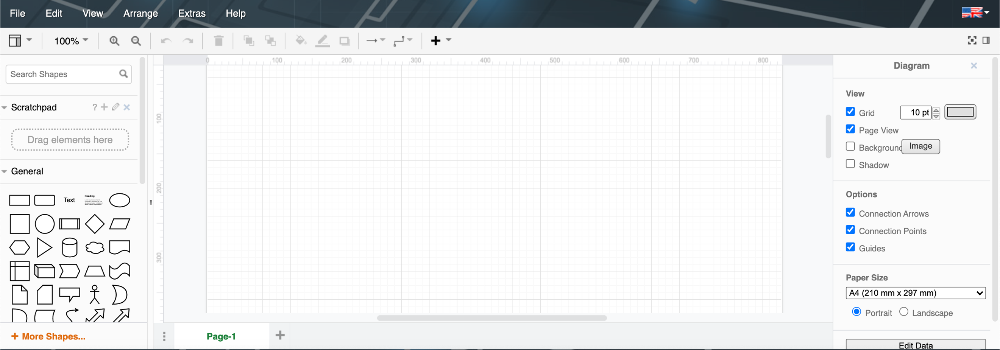 File Edit View Arrange Extras Help
100%
0 100 200 300 400 500 600 700 800
Search Shapes
Scratchpad ?
Drag elements here
General
Text
Heading
More Shapes...
100
200
300
Page-1
Diagram
View
Grid 10 pt
Page View
Background Image
Shadow
Options
Connection Arrows
Connection Points
Guides
Paper Size
A4 (210 mm x 297 mm)
Portrait Landscape
Edit Data